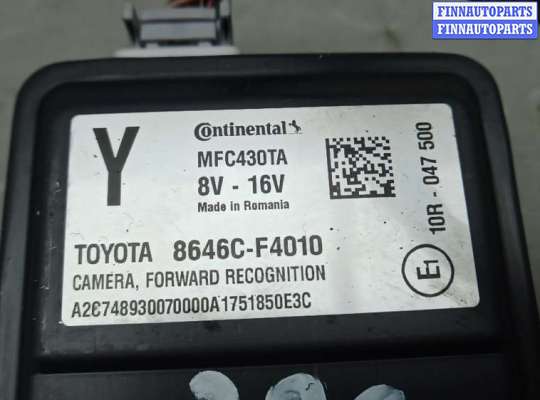 FINNAUTOPARTS
FINNAUTOPARTS
Y
Continental
MFC430TA
8V - 16V
Made in Romania
10R - 047 500
E1
TOYOTA 8646C-F4010
CAMERA, FORWARD RECOGNITION
A2C748930070000A1751850E3C